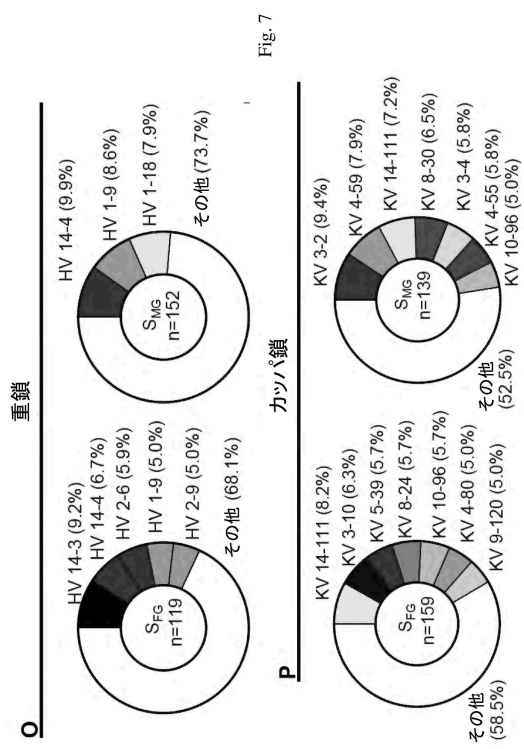 Fig. 7
O
重鎖
HV 14-3 (9.2%)
HV 14-4 (6.7%)
HV 2-6 (5.9%)
HV 1-9 (5.0%)
HV 2-9 (5.0%)
その他 (68.1%)
SFG
n=119
HV 14-4 (9.9%)
HV 1-9 (8.6%)
HV 1-18 (7.9%)
その他 (73.7%)
SMG
n=152
P
カッパ鎖
KV 14-111 (8.2%)
KV 3-10 (6.3%)
KV 5-39 (5.7%)
KV 8-24 (5.7%)
KV 10-96 (5.7%)
KV 4-80 (5.0%)
KV 9-120 (5.0%)
その他
(58.5%)
SFG
n=159
KV 3-2 (9.4%)
KV 4-59 (7.9%)
KV 14-111 (7.2%)
KV 8-30 (6.5%)
KV 3-4 (5.8%)
KV 4-55 (5.8%)
KV 10-96 (5.0%)
その他
(52.5%)
SMG
n=139